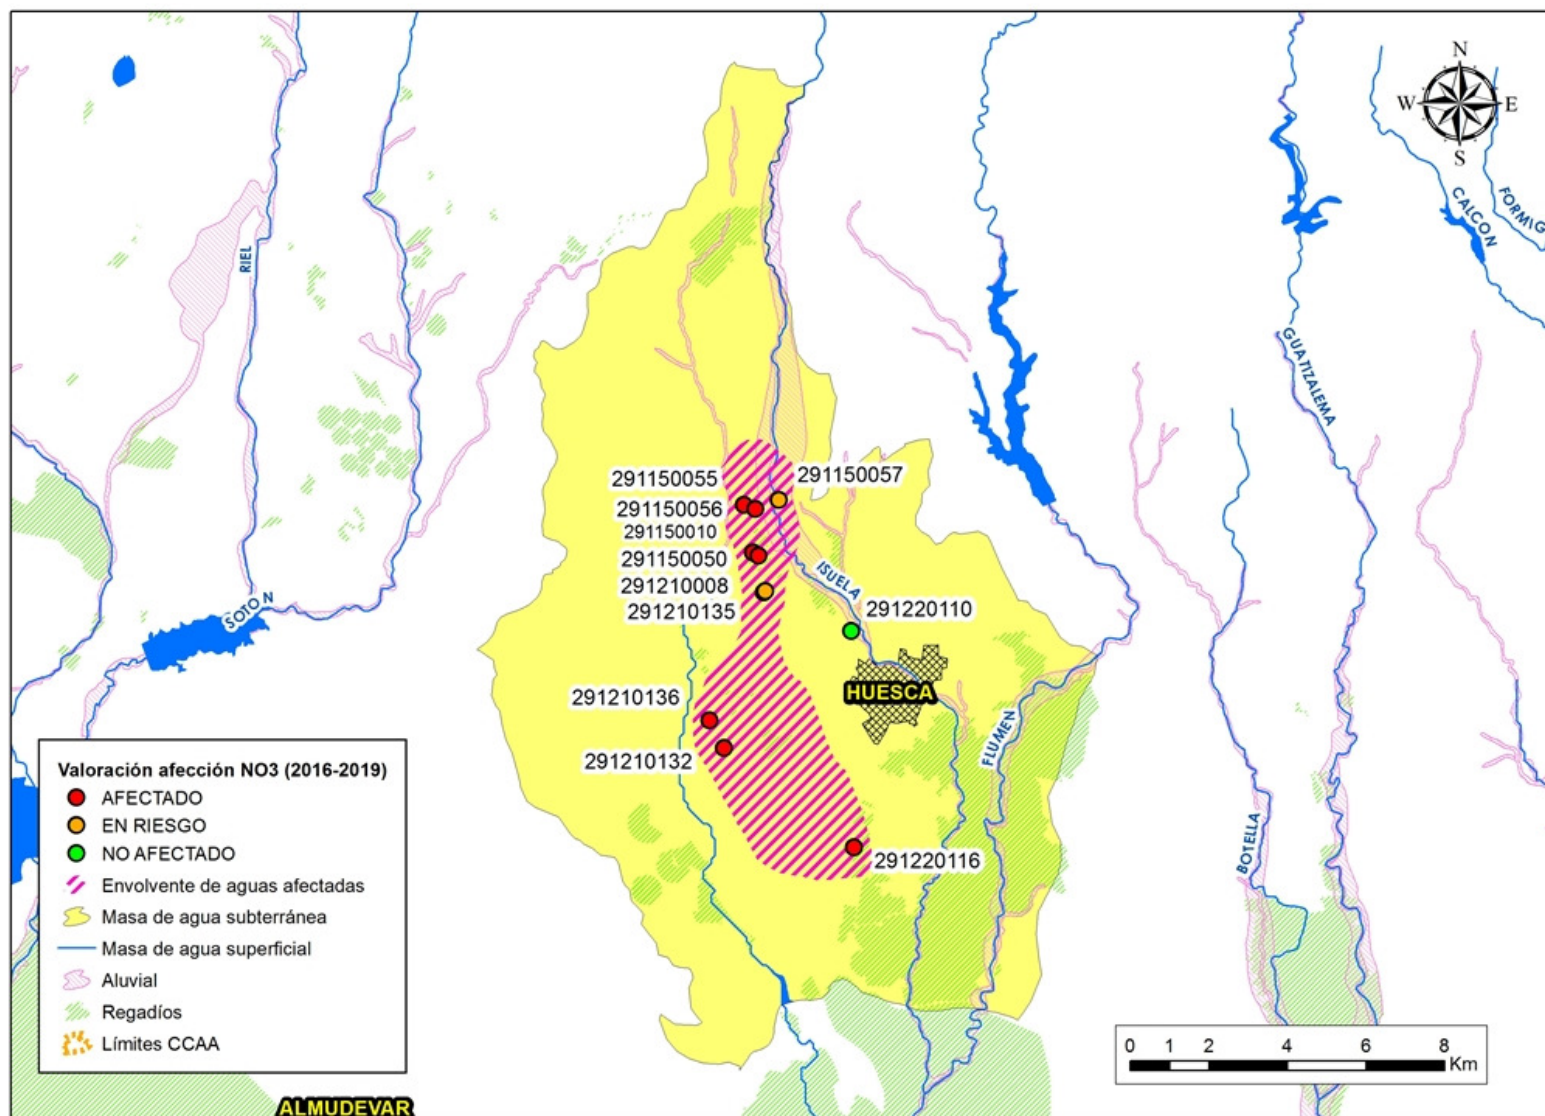 N
W
E
S
FORMIG
CALCON
RIEL
GUATIZALEMA
291150055
291150057
291150056
291150010
291150050
291210008
291210135
ISUELA
291220110
SOTON
HUESCA
291210136
291210132
FLUMEN
291220116
BOTELLA
Valoración afección NO3 (2016-2019)
AFECTADO
EN RIESGO
NO AFECTADO
Envolvente de aguas afectadas
Masa de agua subterránea
Masa de agua superficial
Aluvial
Regadíos
Límites CCAA
0 1 2 4 6 8
Km
ALMUDEVAR